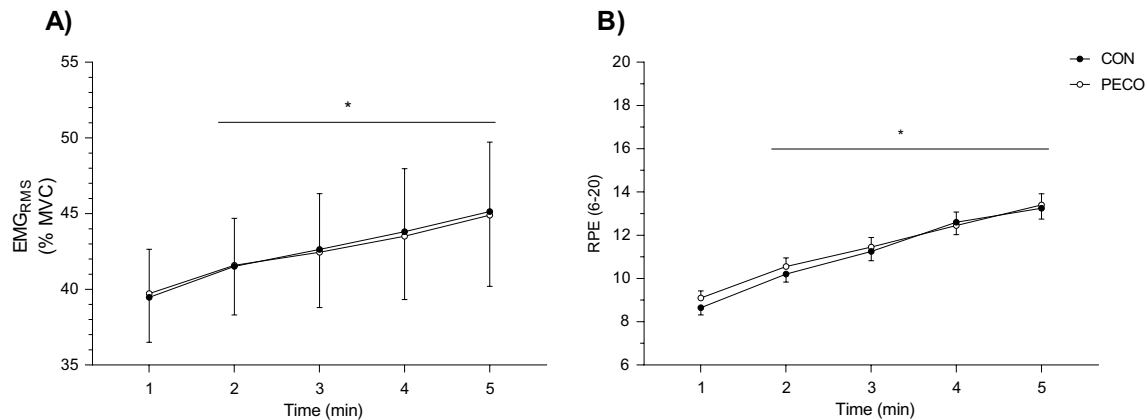 A)
EMGRMS
(% MVC)
55
50
45
40
35
*
1 2 3 4 5
Time (min)
B)
RPE (6-20)
20
18
16
14
12
10
8
6
*
1 2 3 4 5
Time (min)
CON
PECO